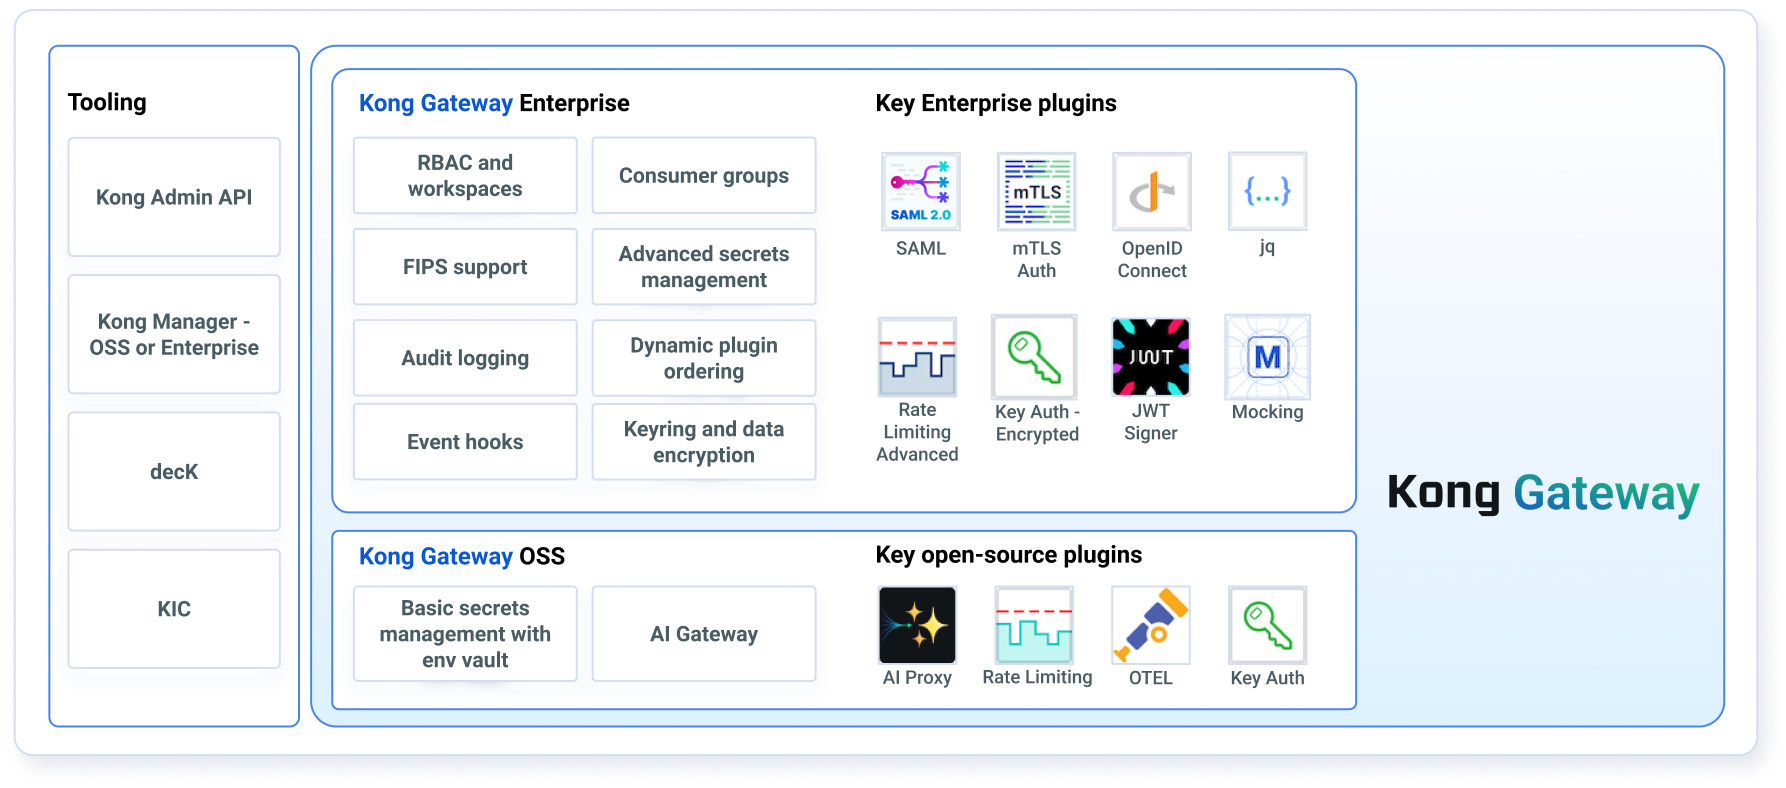 Tooling
Kong Admin API
Kong Manager -
OSS or Enterprise
decK
KIC
Kong Gateway Enterprise
RBAC and
workspaces
Consumer groups
FIPS support
Advanced secrets
management
Audit logging
Dynamic plugin
ordering
Event hooks
Keyring and data
encryption
Key Enterprise plugins
SAML 2.0
SAML
mTLS
mTLS
Auth
OpenID
Connect
{...}
jq
Rate
Limiting
Advanced
Key Auth -
Encrypted
JWT
JWT
Signer
M
Mocking
Kong Gateway OSS
Basic secrets
management with
env vault
AI Gateway
Key open-source plugins
AI Proxy
Rate Limiting
OTEL
Key Auth
Kong Gateway